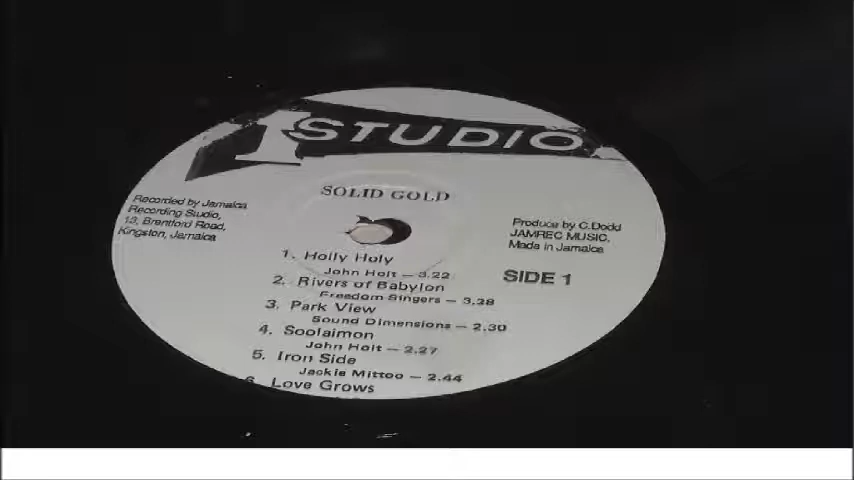 1 STUDIO
SOLID GOLD
Recorded by Jamaica
Recording Studio,
13, Brentford Road,
Kingston, Jamaica
Produce by C.Dodd
JAMREC MUSIC,
Made in Jamaica
SIDE 1
1. Holly Holy
John Holt — 3.22
2. Rivers of Babylon
Freedom Singers — 3.28
3. Park View
Sound Dimensions — 2.30
4. Soolaimon
John Holt — 2.27
5. Iron Side
Jackie Mittoo — 2.44
6. Love Grows